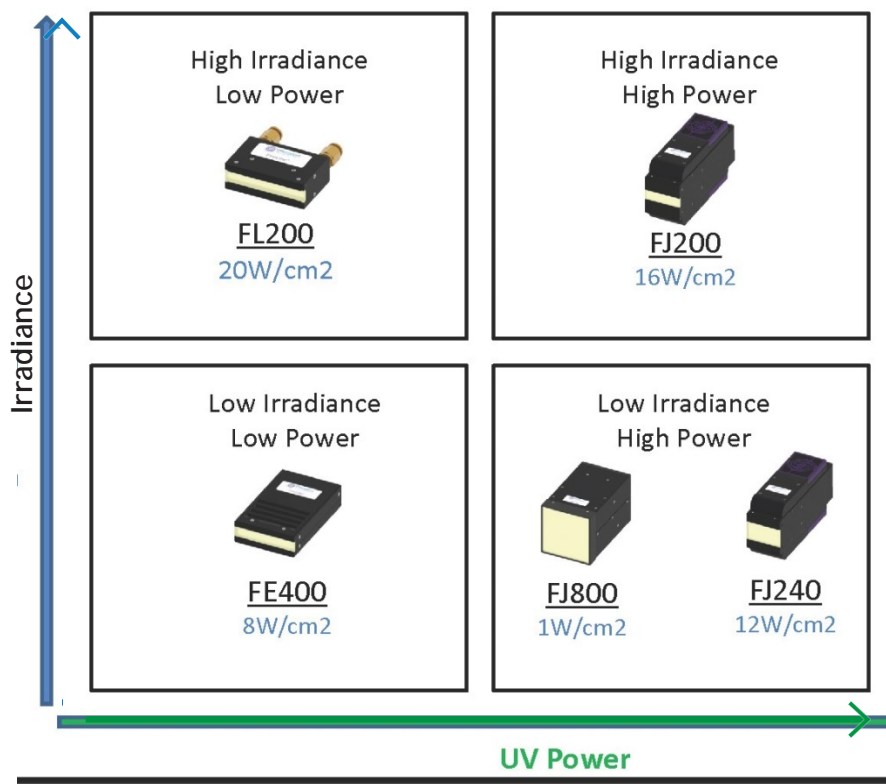 High Irradiance
Low Power
FL200
20W/cm2
High Irradiance
High Power
FJ200
16W/cm2
Irradiance
Low Irradiance
Low Power
FE400
8W/cm2
Low Irradiance
High Power
FJ800
1W/cm2
FJ240
12W/cm2
UV Power